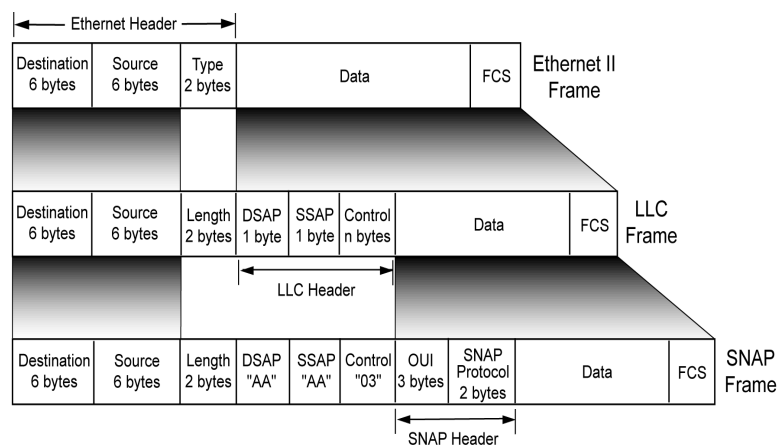 Ethernet Header
Destination
6 bytes
Source
6 bytes
Type
2 bytes
Data
FCS
Ethernet II
Frame
Destination
6 bytes
Source
6 bytes
Length
2 bytes
DSAP
1 byte
SSAP
1 byte
Control
n bytes
Data
FCS
LLC
Frame
LLC Header
Destination
6 bytes
Source
6 bytes
Length
2 bytes
DSAP
"AA"
SSAP
"AA"
Control
"03"
OUI
3 bytes
SNAP
Protocol
2 bytes
Data
FCS
SNAP
Frame
SNAP Header